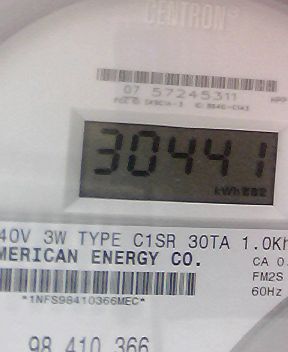 CENTRON®
07 57245311
30441
kWh
40V 3W TYPE C1SR 30TA 1.0Kh
MERICAN ENERGY CO.
CA 0.
FM2S
*1NFS98410366MEC*
60Hz
98 410 366